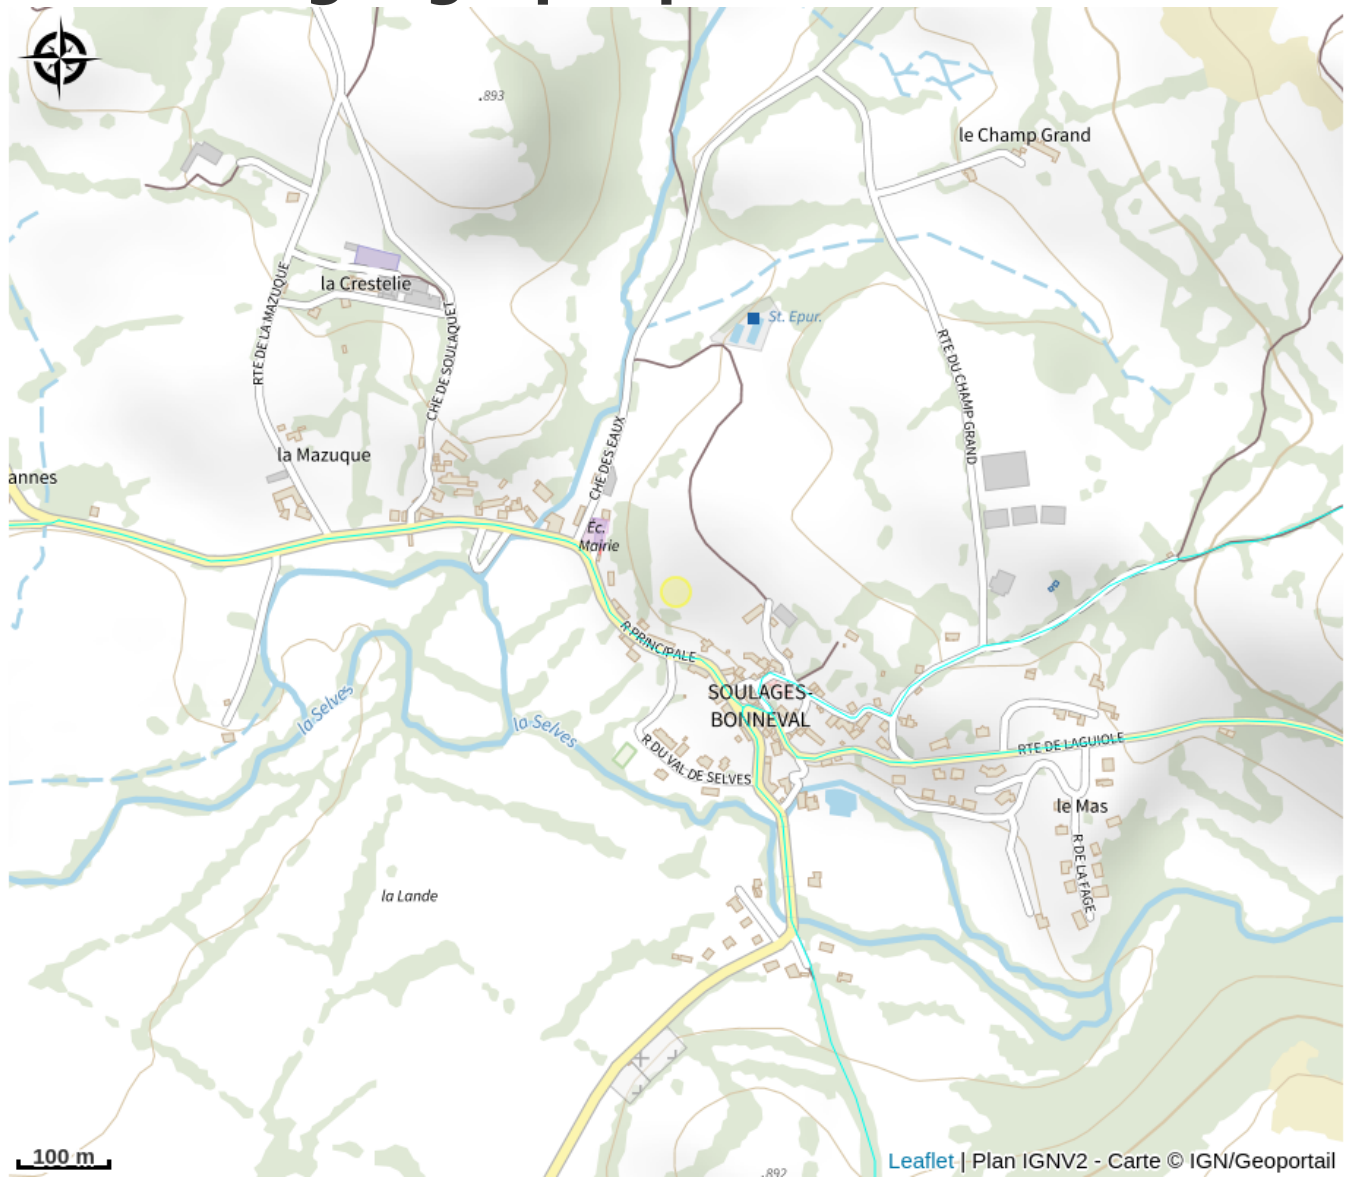 .893
le Champ Grand
la Crestelie
RTE DE LA MAZUQUE
CHE DE SOULAQUET
St. Epur.
RTE DU CHAMP GRAND
CHE DES EAUX
la Mazuque
annes
Éc.
Mairie
R PRINCIPALE
SOULAGES-
BONNEVAL
la Selves
la Selves
R DU VAL DE SELVES
RTE DE LAGUIOLE
le Mas
R DE LA FAGE
la Lande
100 m
.892
Leaflet | Plan IGNV2 - Carte © IGN/Geoportail